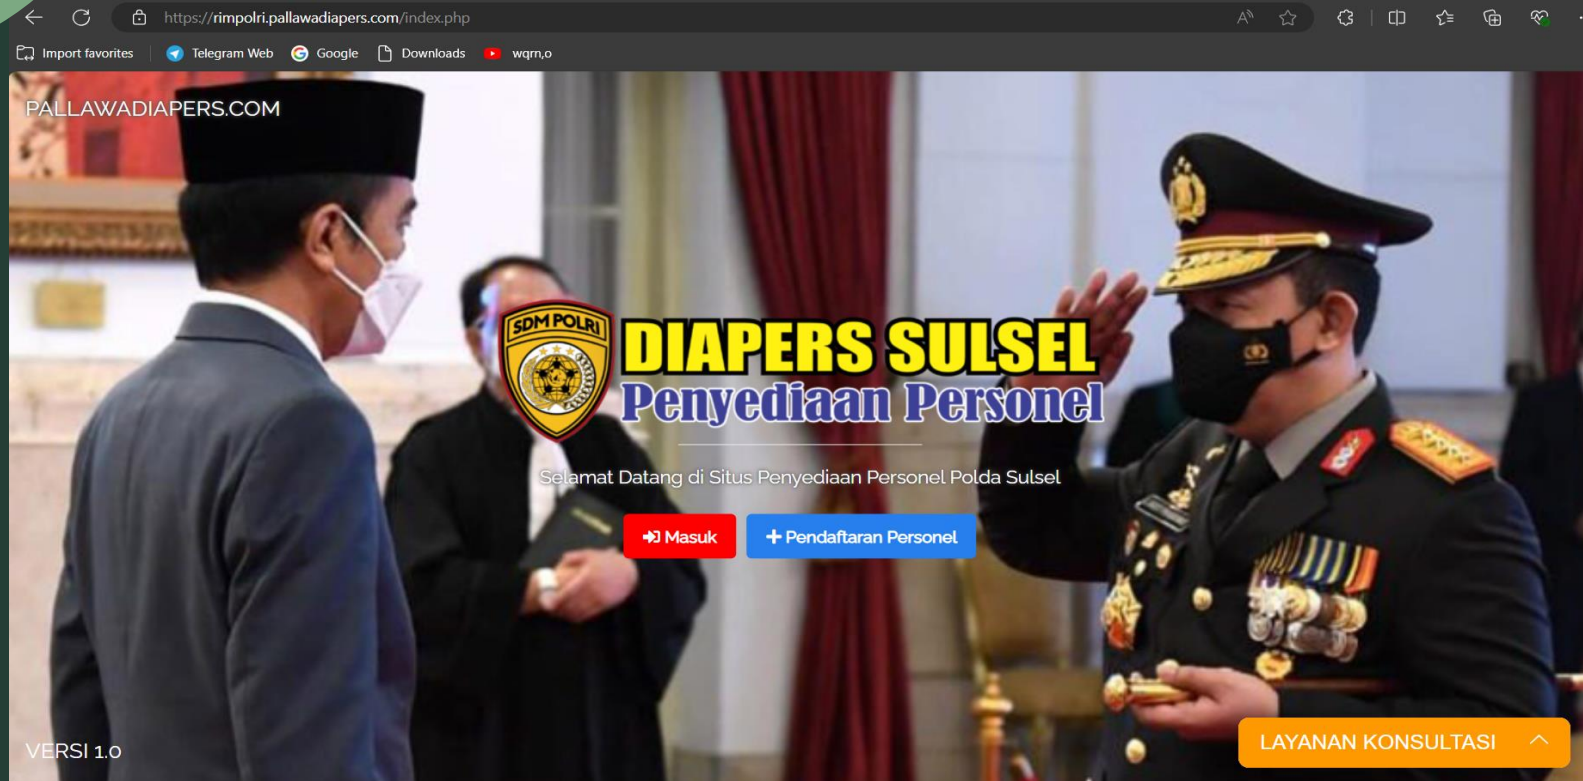 https://rimpolri.pallawadiapers.com/index.php
Import favorites
Telegram Web
Google
Downloads
wqrn,o
PALLAWADIAPERS.COM
SDM POLRI
DIAPERS SULSEL
Penyediaan Personel
Selamat Datang di Situs Penyediaan Personel Polda Sulsel
Masuk
Pendaftaran Personel
VERSI 1.0
LAYANAN KONSULTASI